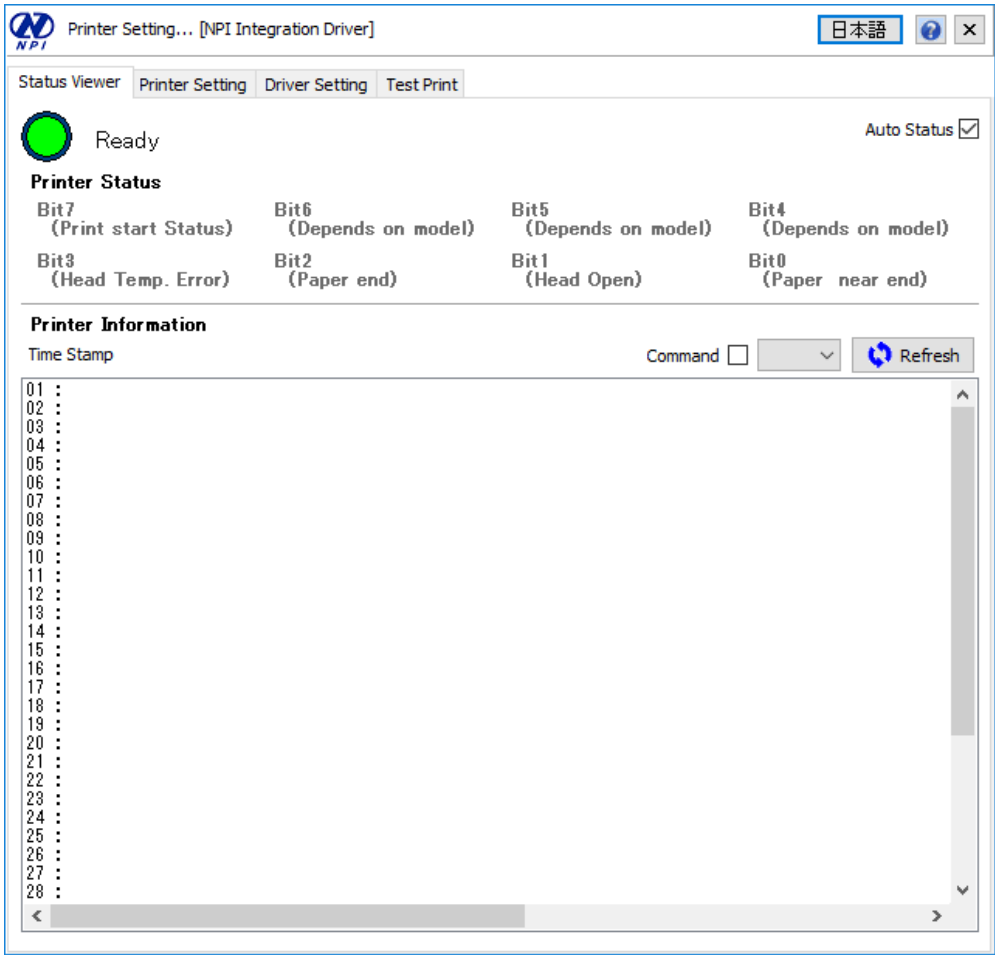 NPI
Printer Setting... [NPI Integration Driver]
日本語
?
Status Viewer Printer Setting Driver Setting Test Print
Ready
Auto Status
Printer Status
Bit7 Bit6 Bit5 Bit4
(Print start Status) (Depends on model) (Depends on model) (Depends on model)
Bit3 Bit2 Bit1 Bit0
(Head Temp. Error) (Paper end) (Head Open) (Paper near end)
Printer Information
Time Stamp Command Refresh
01 :
02 :
03 :
04 :
05 :
06 :
07 :
08 :
09 :
10 :
11 :
12 :
13 :
14 :
15 :
16 :
17 :
18 :
19 :
20 :
21 :
22 :
23 :
24 :
25 :
26 :
27 :
28 :